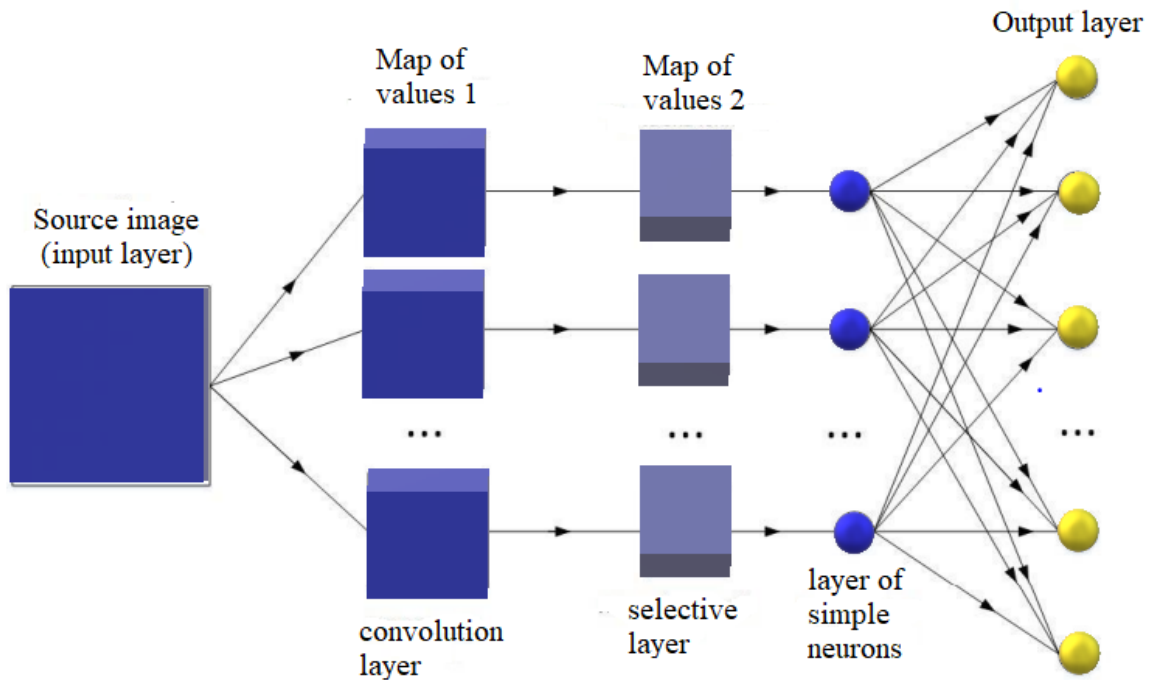 Output layer
Map of
values 1
Map of
values 2
Source image
(input layer)
...
...
...
...
convolution
layer
selective
layer
layer of
simple
neurons